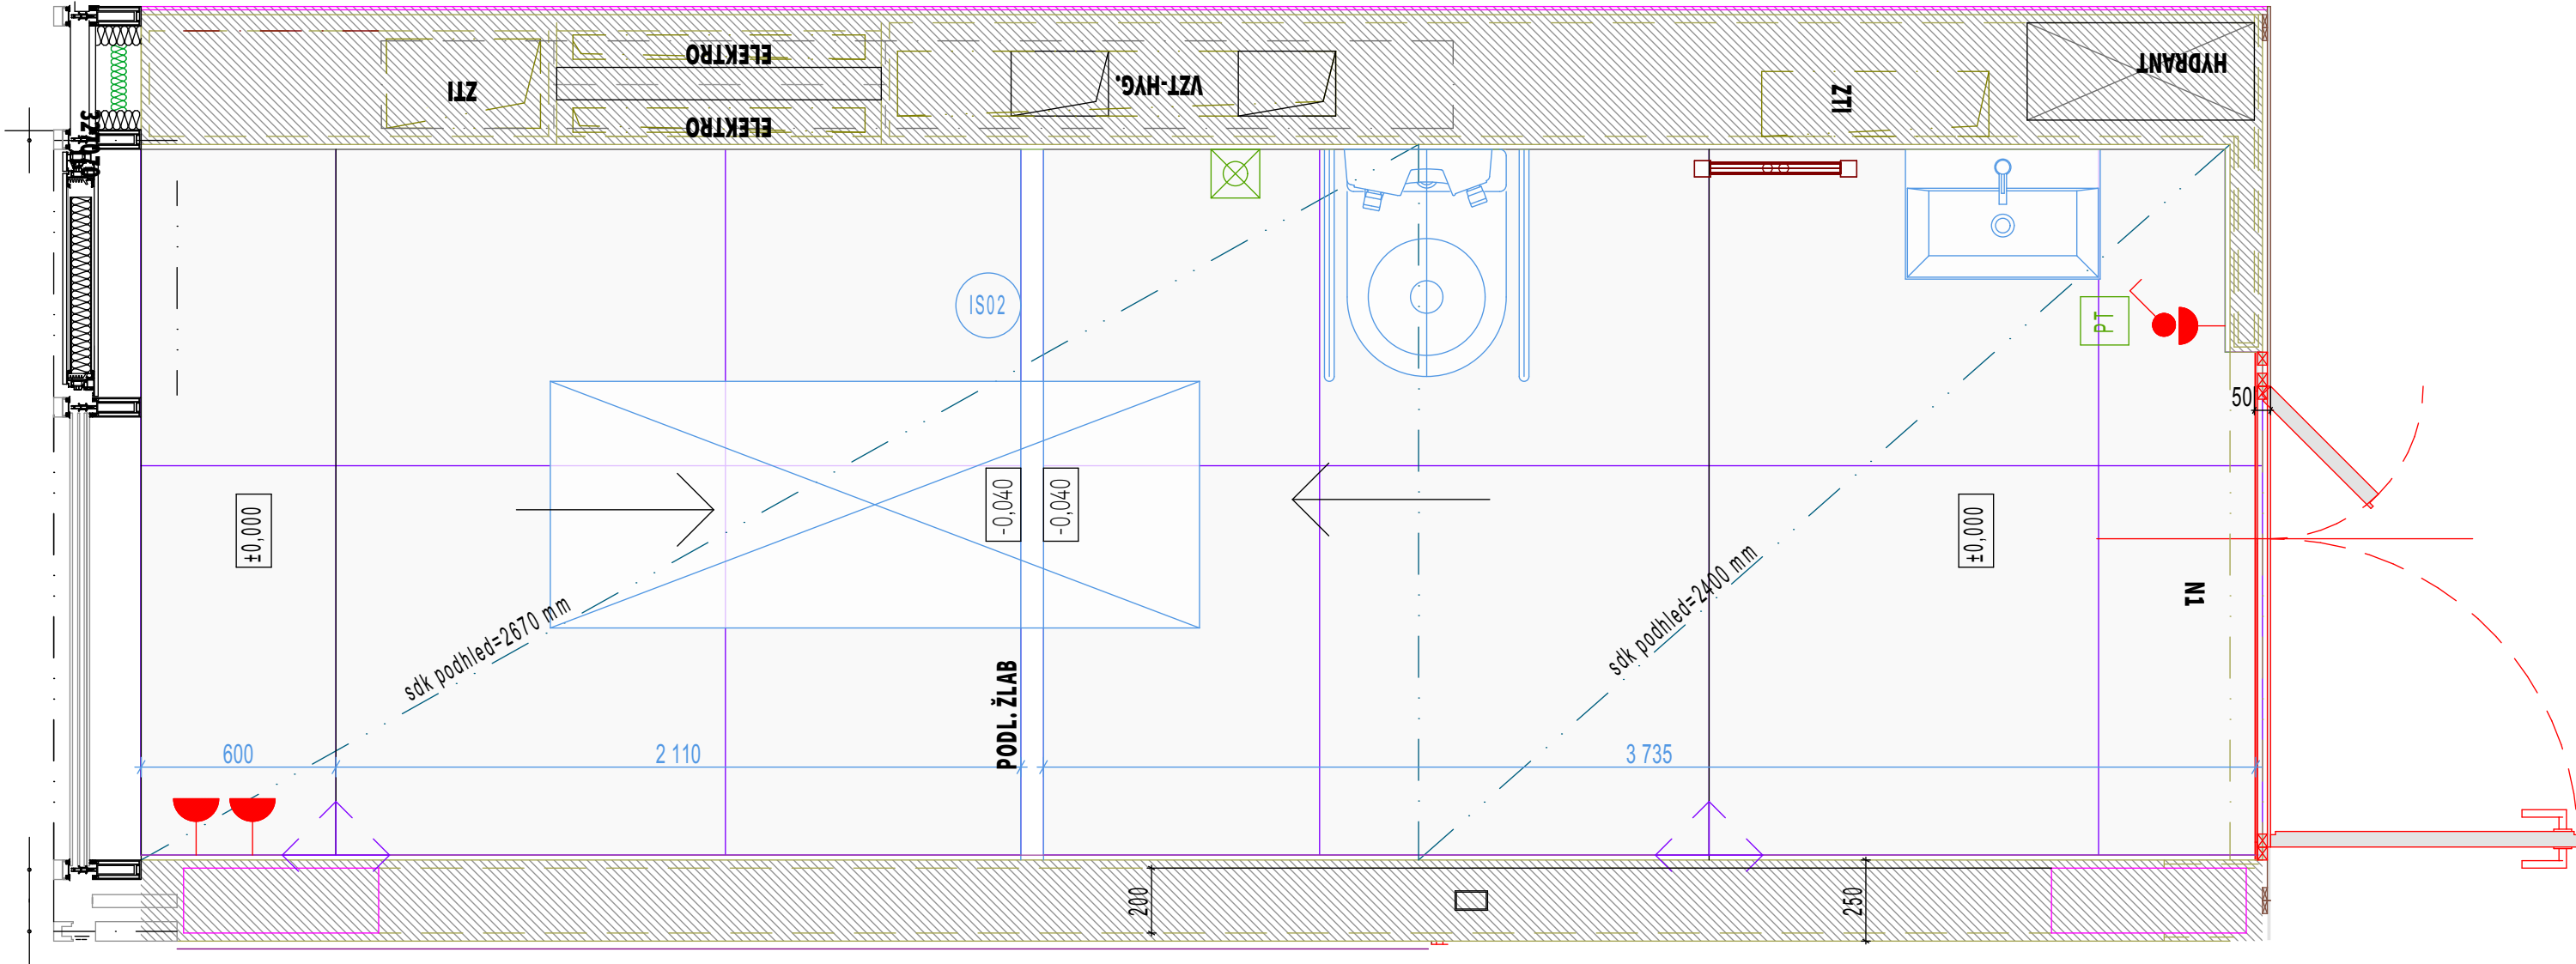 ZTI
ELEKTRO
ELEKTRO
VZT-HYG.
ZTI
HYDRANT
IS02
PT
50
±0,000
-0,040
-0,040
±0,000
N1
sdk podhled=2670 mm
sdk podhled=2400 mm
PODL. ŽLAB
600
2 110
3 735
200
250